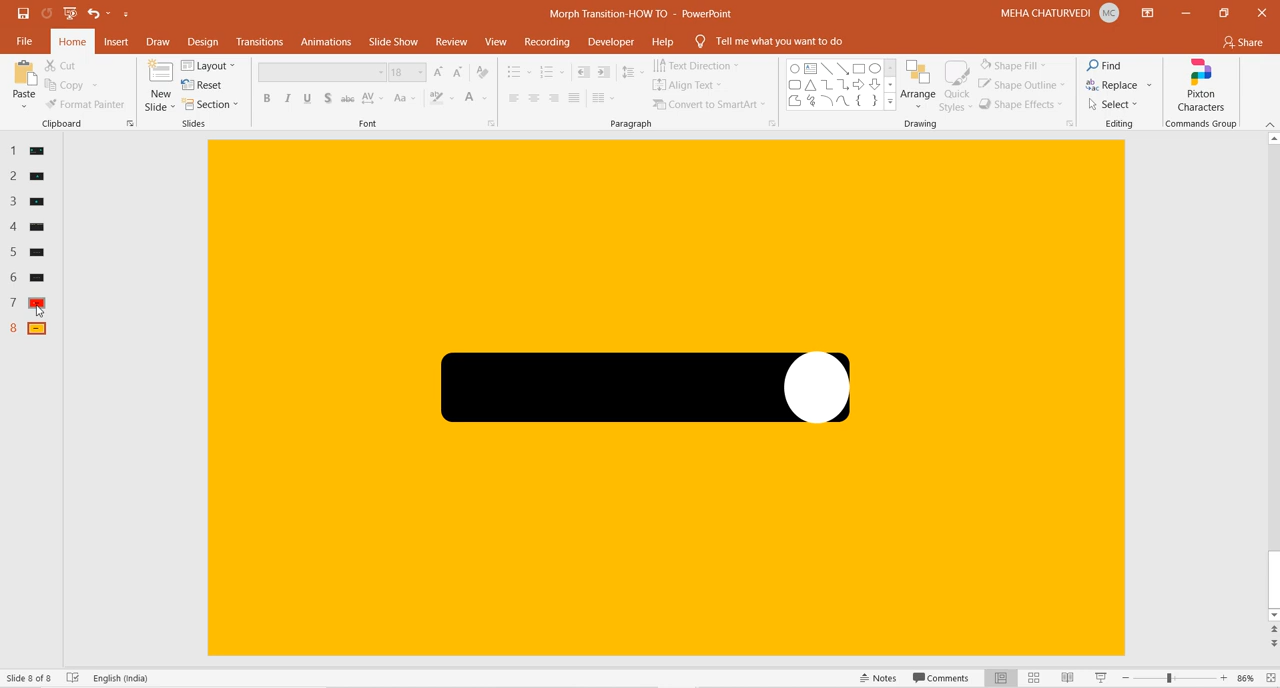 Morph Transition-HOW TO - PowerPoint
MEHA CHATURVEDI MC
File Home Insert Draw Design Transitions Animations Slide Show Review View Recording Developer Help Tell me what you want to do Share
Paste Cut Copy Format Painter
Clipboard
New Slide Layout Reset Section
Slides
18
B I U S abc AV Aa A
Font
Text Direction Align Text Convert to SmartArt
Paragraph
Arrange Quick Styles Shape Fill Shape Outline Shape Effects
Drawing
Find Replace Select
Editing
Pixton Characters
Commands Group
1
2
3
4
5
6
7
8
Slide 8 of 8 English (India) Notes Comments 86%